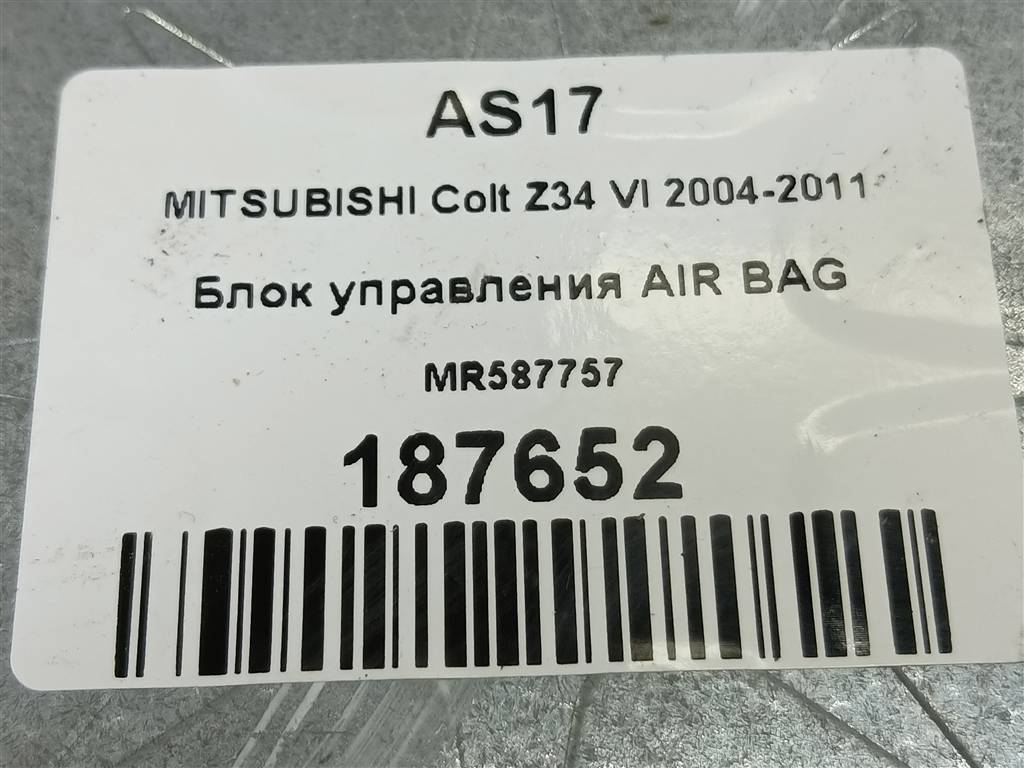 AS17
MITSUBISHI Colt Z34 VI 2004-2011
Блок управления AIR BAG
MR587757
187652